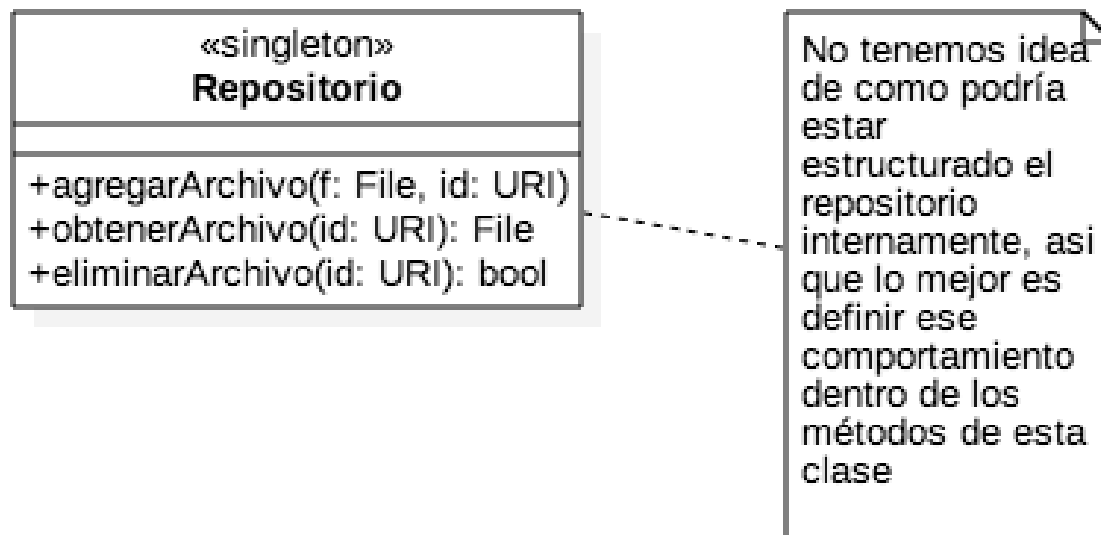 «singleton»
Repositorio
+agregarArchivo(f: File, id: URI)
+obtenerArchivo(id: URI): File
+eliminarArchivo(id: URI): bool
No tenemos idea
de como podría
estar
estructurado el
repositorio
internamente, asi
que lo mejor es
definir ese
comportamiento
dentro de los
métodos de esta
clase